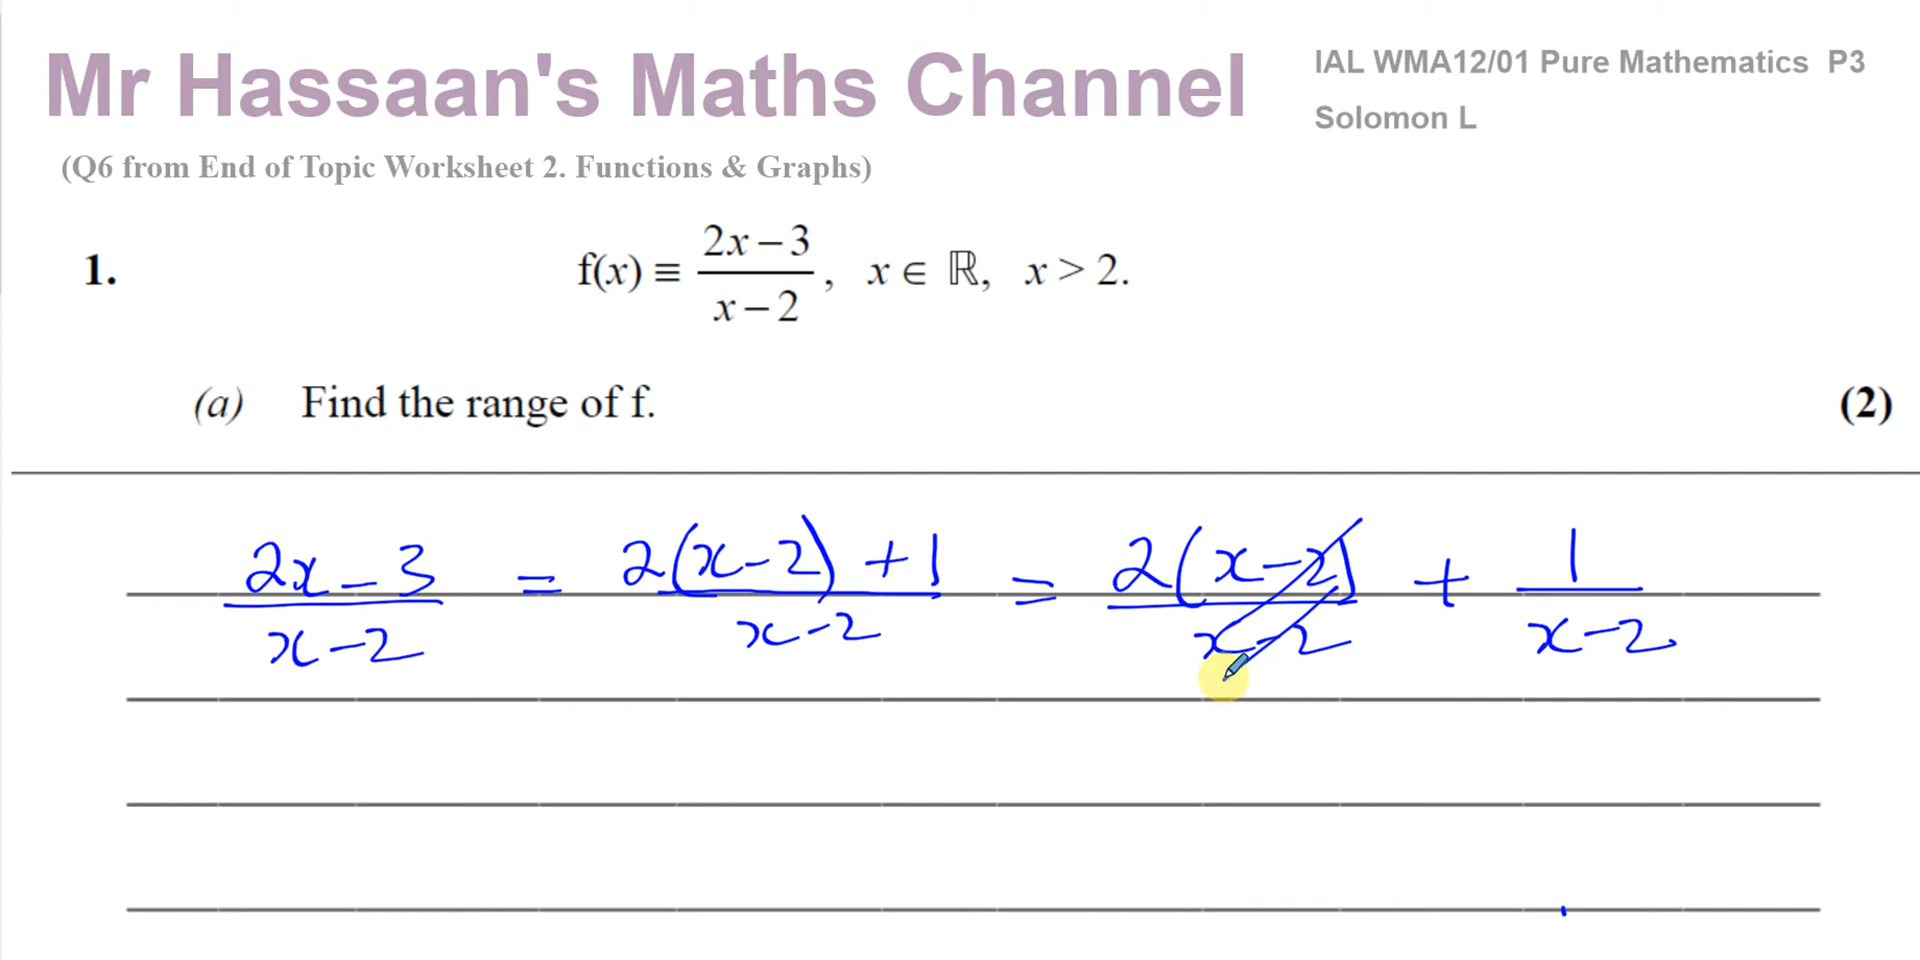 Mr Hassaan's Maths Channel
IAL WMA12/01 Pure Mathematics P3
Solomon L
(Q6 from End of Topic Worksheet 2. Functions & Graphs)
1. f(x) ≡ (2x – 3)/(x – 2), x ∈ ℝ, x > 2.
(a) Find the range of f. (2)
(2x – 3)/(x – 2) = (2(x – 2) + 1)/(x – 2) = 2(x – 2)/(x – 2) + 1/(x – 2)